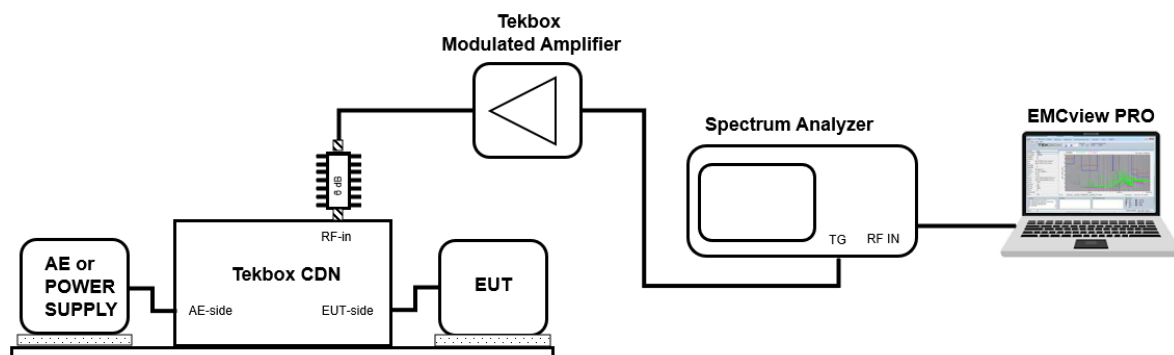 Tekbox
Modulated Amplifier
EMCview PRO
Spectrum Analyzer
6 dB
RF-in
TG
RF IN
AE or
POWER
SUPPLY
Tekbox CDN
EUT
AE-side
EUT-side